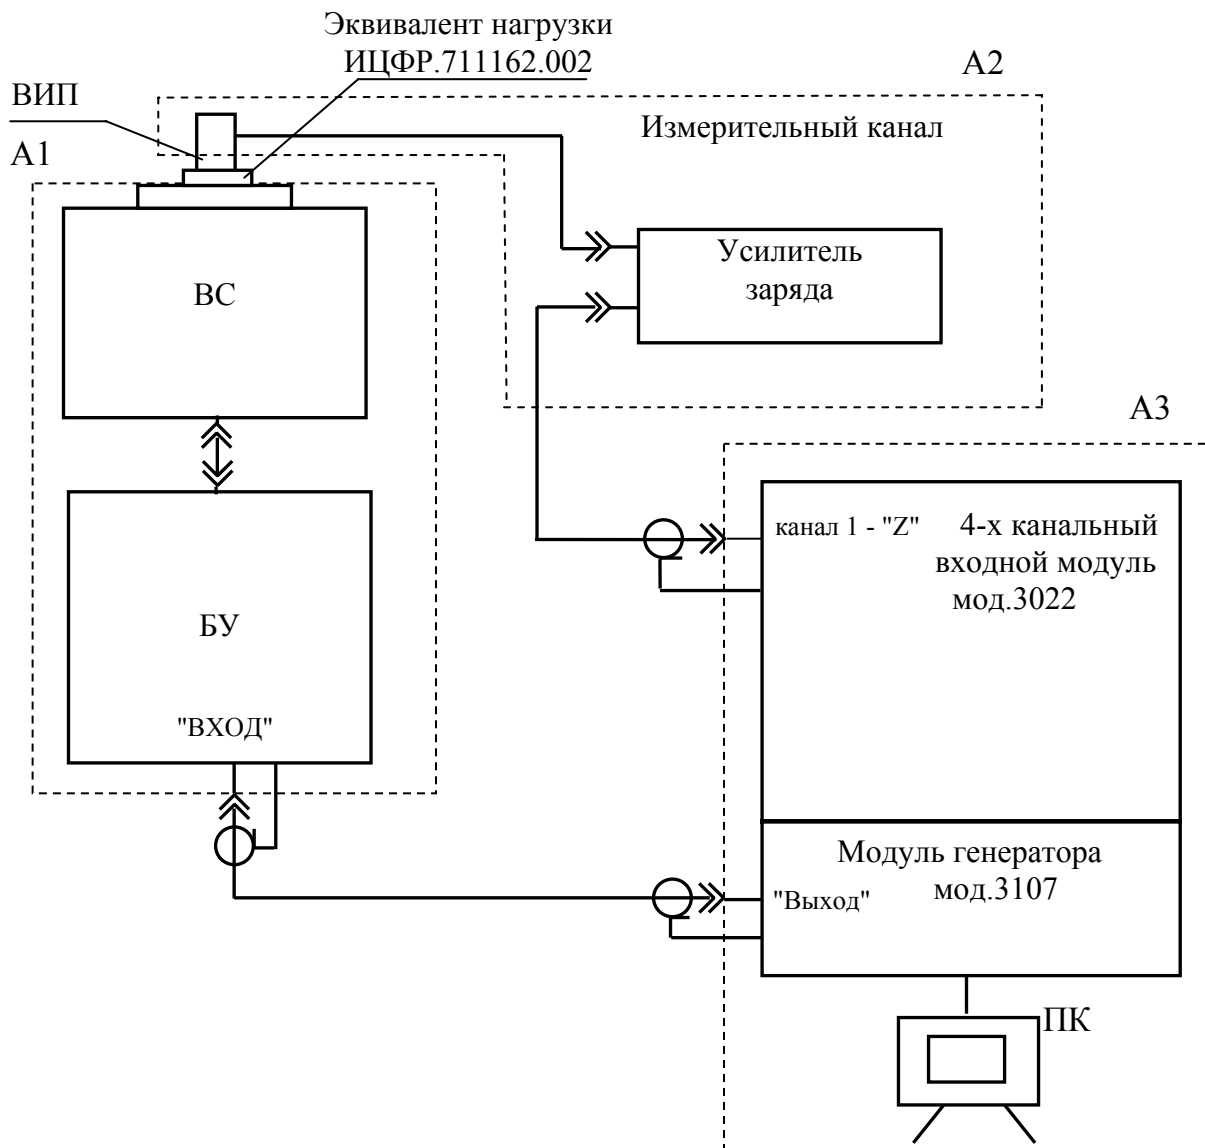 Эквивалент нагрузки
ИЦФР.711162.002
А2
ВИП
Измерительный канал
А1
Усилитель
заряда
ВС
А3
канал 1 - "Z"
4-х канальный
входной модуль
мод.3022
БУ
"ВХОД"
Модуль генератора
мод.3107
"Выход"
ПК